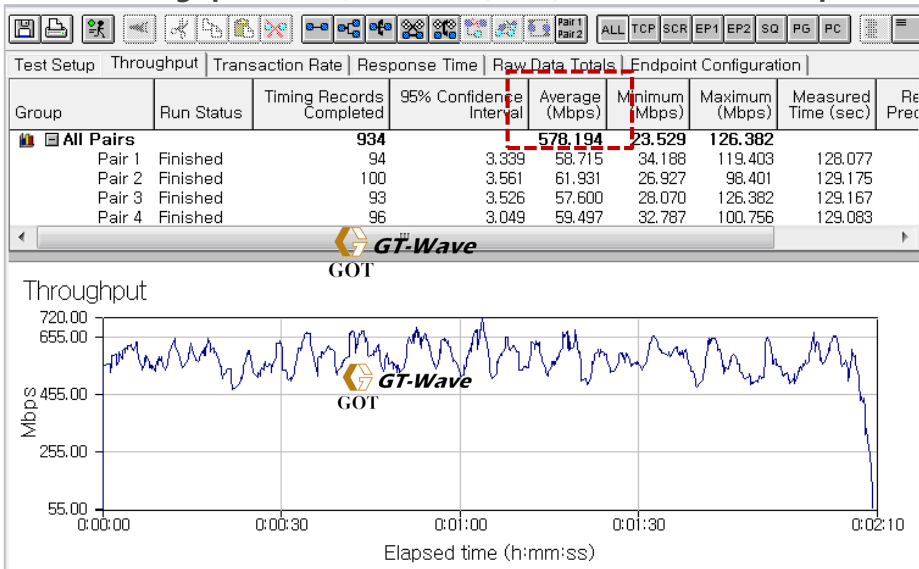 Pair 1
Pair 2
ALL TCP SCR EP1 EP2 SQ PG PC
Test Setup Throughput Transaction Rate Response Time Raw Data Totals Endpoint Configuration
Group Run Status Timing Records Completed 95% Confidence Interval Average (Mbps) Minimum (Mbps) Maximum (Mbps) Measured Time (sec)
All Pairs 934 578.194 23.529 126.382
Pair 1 Finished 94 3.339 58.715 34.188 119.403 128.077
Pair 2 Finished 100 3.561 61.931 26.927 98.401 129.175
Pair 3 Finished 93 3.526 57.600 28.070 126.382 129.167
Pair 4 Finished 96 3.049 59.497 32.787 100.756 129.083
GT-Wave
GOT
Throughput
720.00
655.00
GT-Wave
455.00
GOT
Mbps
255.00
55.00
0:00:00 0:00:30 0:01:00 0:01:30 0:02:10
Elapsed time (h:mm:ss)